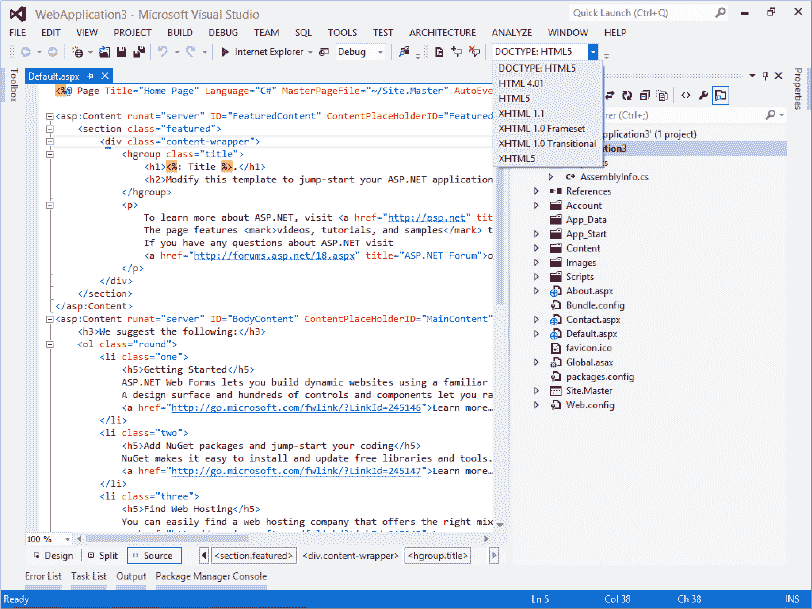 WebApplication3 - Microsoft Visual Studio
Quick Launch (Ctrl+Q)
FILE EDIT VIEW PROJECT BUILD DEBUG TEAM SQL TOOLS TEST ARCHITECTURE ANALYZE WINDOW HELP
Internet Explorer Debug DOCTYPE: HTML5
DOCTYPE: HTML5
HTML 4.01
HTML5
XHTML 1.1
XHTML 1.0 Frameset
XHTML 1.0 Transitional
XHTML5
Toolbox
Default.aspx
<%@ Page Title="Home Page" Language="C#" MasterPageFile="~/Site.Master" AutoEve
<asp:Content runat="server" ID="FeaturedContent" ContentPlaceHolderID="Featured
<section class="featured">
<div class="content-wrapper">
<hgroup class="title">
<h1><%: Title %>.</h1>
<h2>Modify this template to jump-start your ASP.NET application
</hgroup>
<p>
To learn more about ASP.NET, visit <a href="http://asp.net" tit
The page features <mark>videos, tutorials, and samples</mark> t
If you have any questions about ASP.NET visit
<a href="http://forums.asp.net/18.aspx" title="ASP.NET Forum">o
</p>
</div>
</section>
</asp:Content>
<asp:Content runat="server" ID="BodyContent" ContentPlaceHolderID="MainContent"
<h3>We suggest the following:</h3>
<ol class="round">
<li class="one">
<h5>Getting Started</h5>
ASP.NET Web Forms lets you build dynamic websites using a familiar
A design surface and hundreds of controls and components let you ra
<a href="http://go.microsoft.com/fwlink/?LinkId=245146">Learn more…
</li>
<li class="two">
<h5>Add NuGet packages and jump-start your coding</h5>
NuGet makes it easy to install and update free libraries and tools.
<a href="http://go.microsoft.com/fwlink/?LinkId=245147">Learn more…
</li>
<li class="three">
<h5>Find Web Hosting</h5>
You can easily find a web hosting company that offers the right mix
100 %
Design Split Source <section.featured> <div.content-wrapper> <hgroup.title>
Error List Task List Output Package Manager Console
Ready Ln 5 Col 38 Ch 38 INS
Properties
rer (Ctrl+;)
pplication3' (1 project)
tion3
s
AssemblyInfo.cs
References
Account
App_Data
App_Start
Content
Images
Scripts
About.aspx
Bundle.config
Contact.aspx
Default.aspx
favicon.ico
Global.asax
packages.config
Site.Master
Web.config